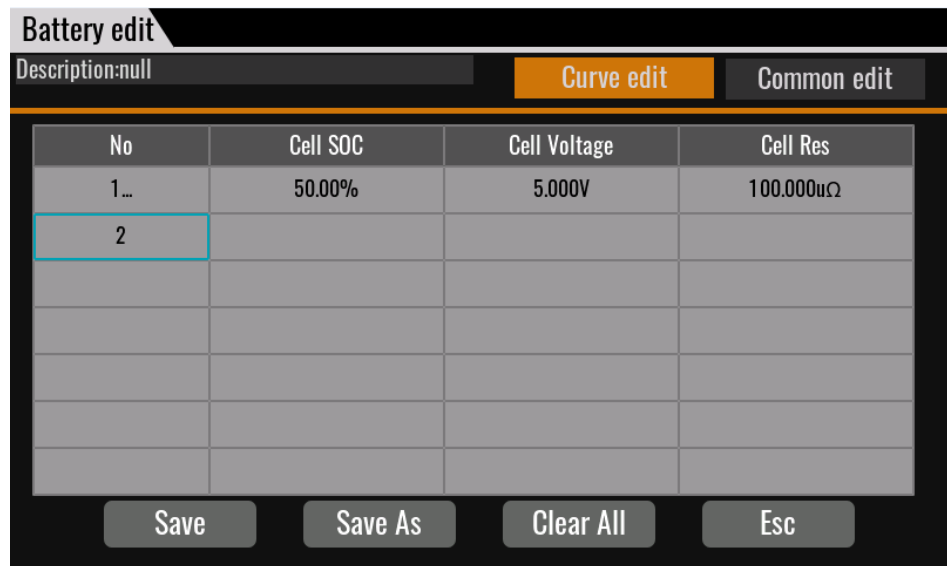 Battery edit
Description:null
Curve edit Common edit
No Cell SOC Cell Voltage Cell Res
1... 50.00% 5.000V 100.000uΩ
2
Save Save As Clear All Esc